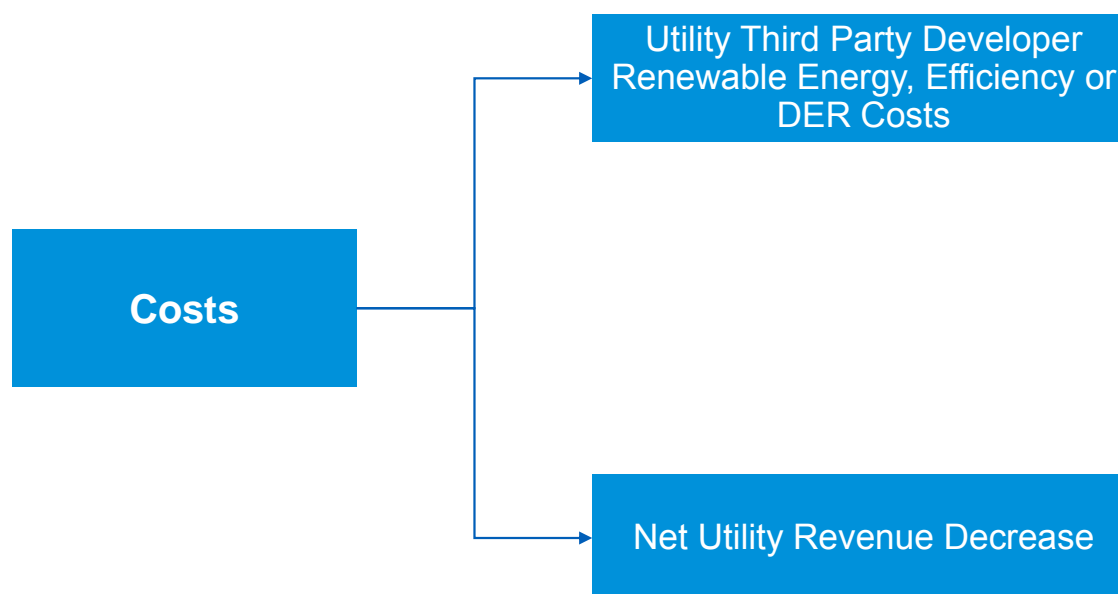 Utility Third Party Developer
Renewable Energy, Efficiency or
DER Costs
Costs
Net Utility Revenue Decrease